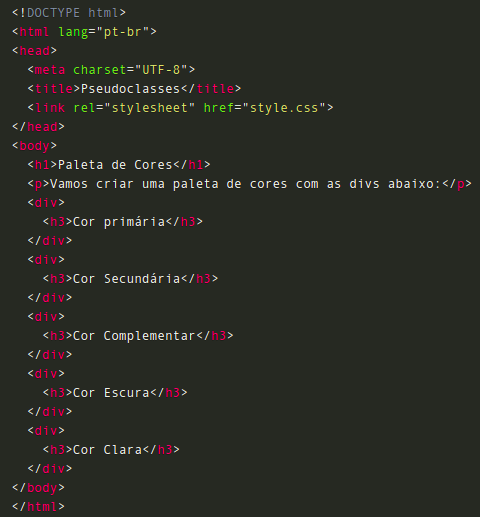 <!DOCTYPE html>
<html lang="pt-br">
<head>
  <meta charset="UTF-8">
  <title>Pseudoclasses</title>
  <link rel="stylesheet" href="style.css">
</head>
<body>
  <h1>Paleta de Cores</h1>
  <p>Vamos criar uma paleta de cores com as divs abaixo:</p>
  <div>
    <h3>Cor primária</h3>
  </div>
  <div>
    <h3>Cor Secundária</h3>
  </div>
  <div>
    <h3>Cor Complementar</h3>
  </div>
  <div>
    <h3>Cor Escura</h3>
  </div>
  <div>
    <h3>Cor Clara</h3>
  </div>
</body>
</html>